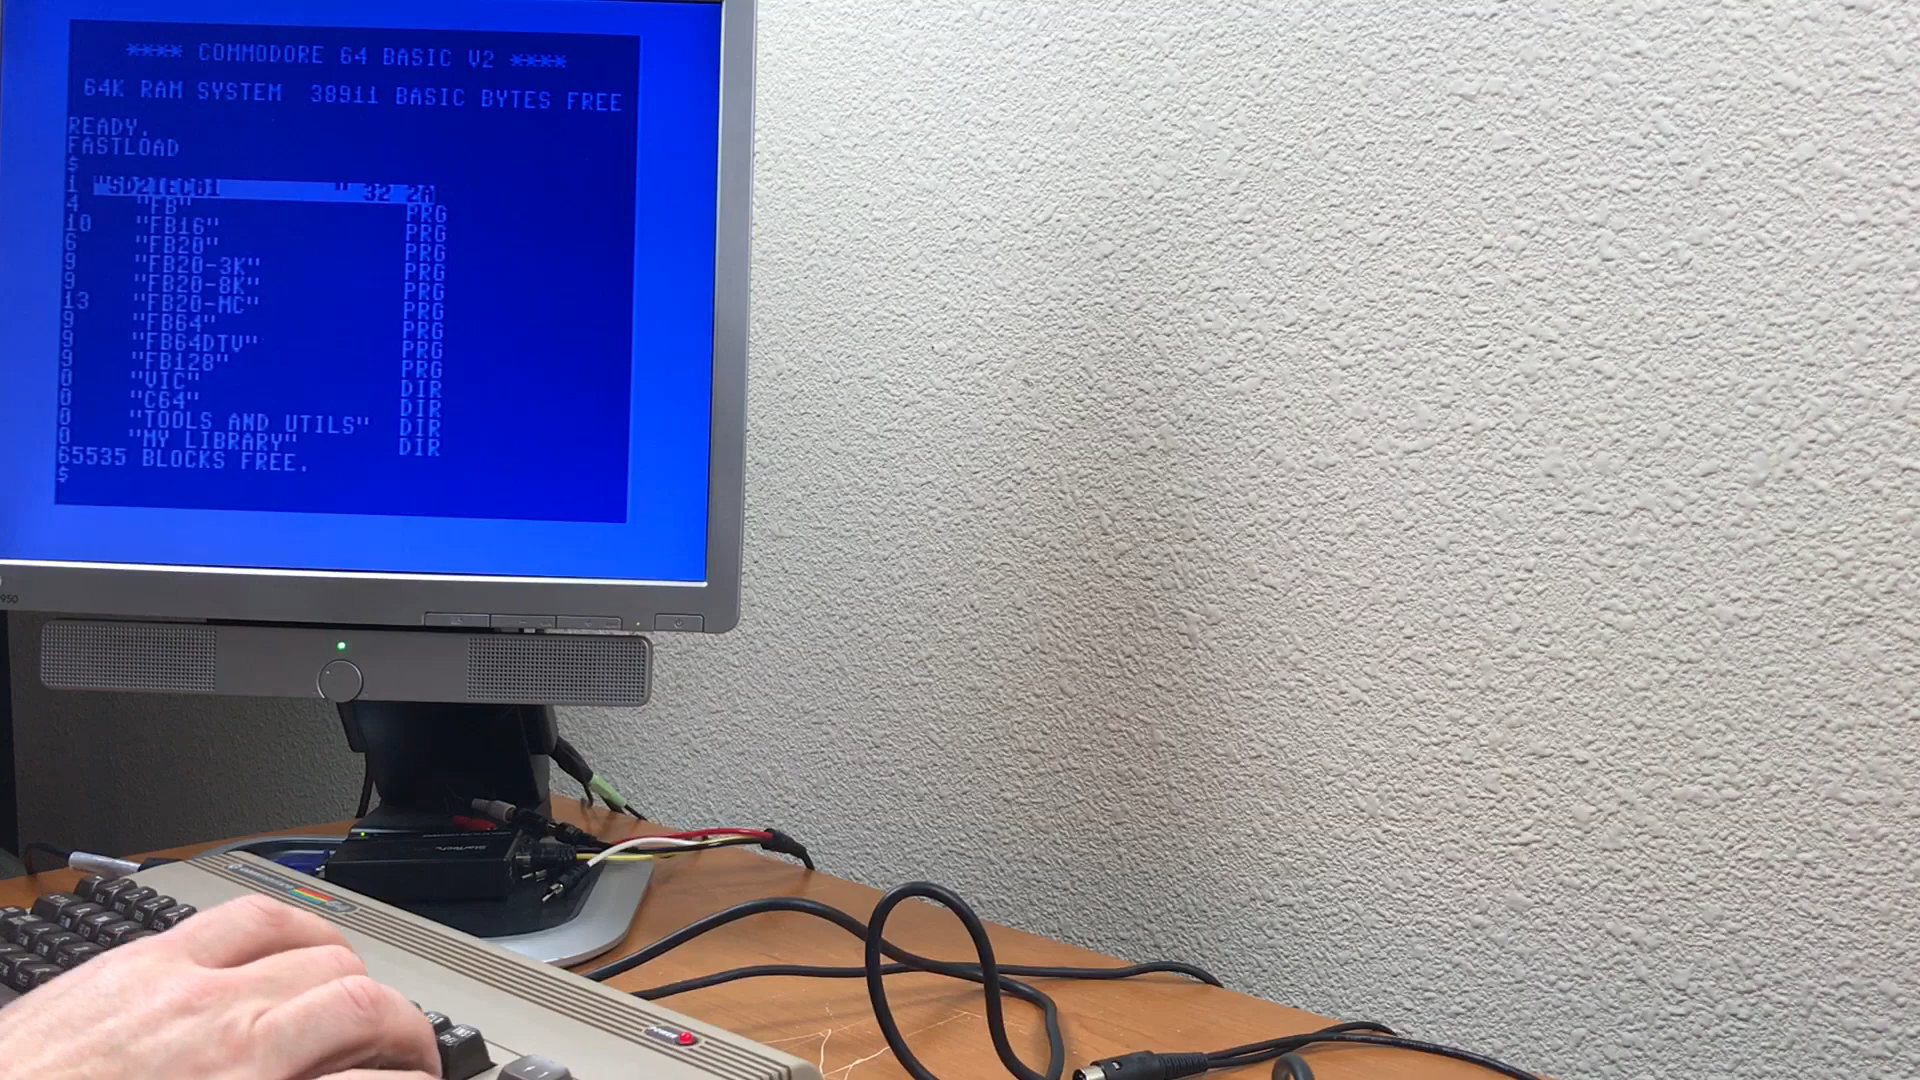 **** COMMODORE 64 BASIC V2 ****
64K RAM SYSTEM 38911 BASIC BYTES FREE
READY.
FASTLOAD
$
1 "SD2IEC01 " 32 2A
4 "FB" PRG
10 "FB16" PRG
6 "FB20" PRG
9 "FB20-3K" PRG
9 "FB20-8K" PRG
13 "FB20-MC" PRG
9 "FB64" PRG
9 "FB64DTV" PRG
9 "FB128" PRG
0 "VIC" DIR
0 "C64" DIR
0 "TOOLS AND UTILS" DIR
0 "MY LIBRARY" DIR
65535 BLOCKS FREE.
$
950
StarTech
POWER